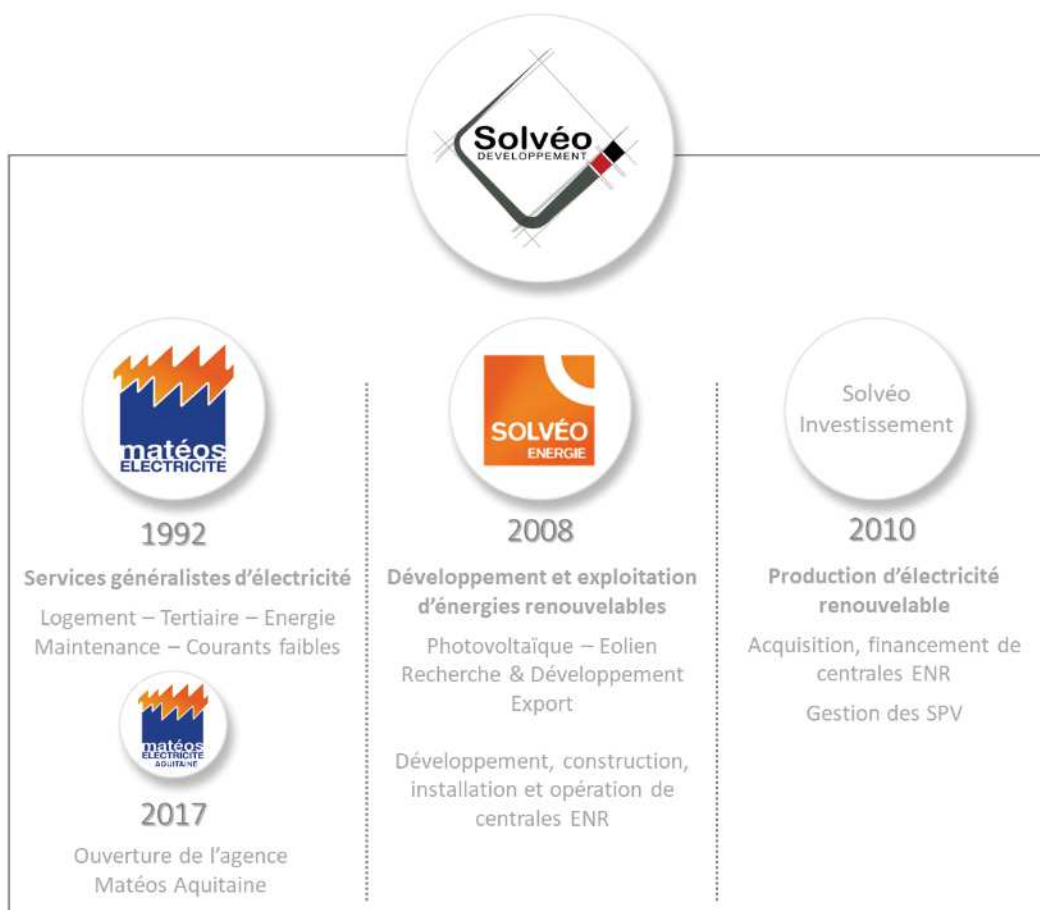 Solvéo
DEVELOPPEMENT
matéos
ELECTRICITE
1992
Services généralistes d'électricité
Logement – Tertiaire – Energie
Maintenance – Courants faibles
matéos
ELECTRICITE
AQUITAINE
2017
Ouverture de l'agence
Matéos Aquitaine
SOLVÉO
ENERGIE
2008
Développement et exploitation
d'énergies renouvelables
Photovoltaïque – Eolien
Recherche & Développement
Export
Développement, construction,
installation et opération de
centrales ENR
Solvéo
Investissement
2010
Production d'électricité
renouvelable
Acquisition, financement de
centrales ENR
Gestion des SPV